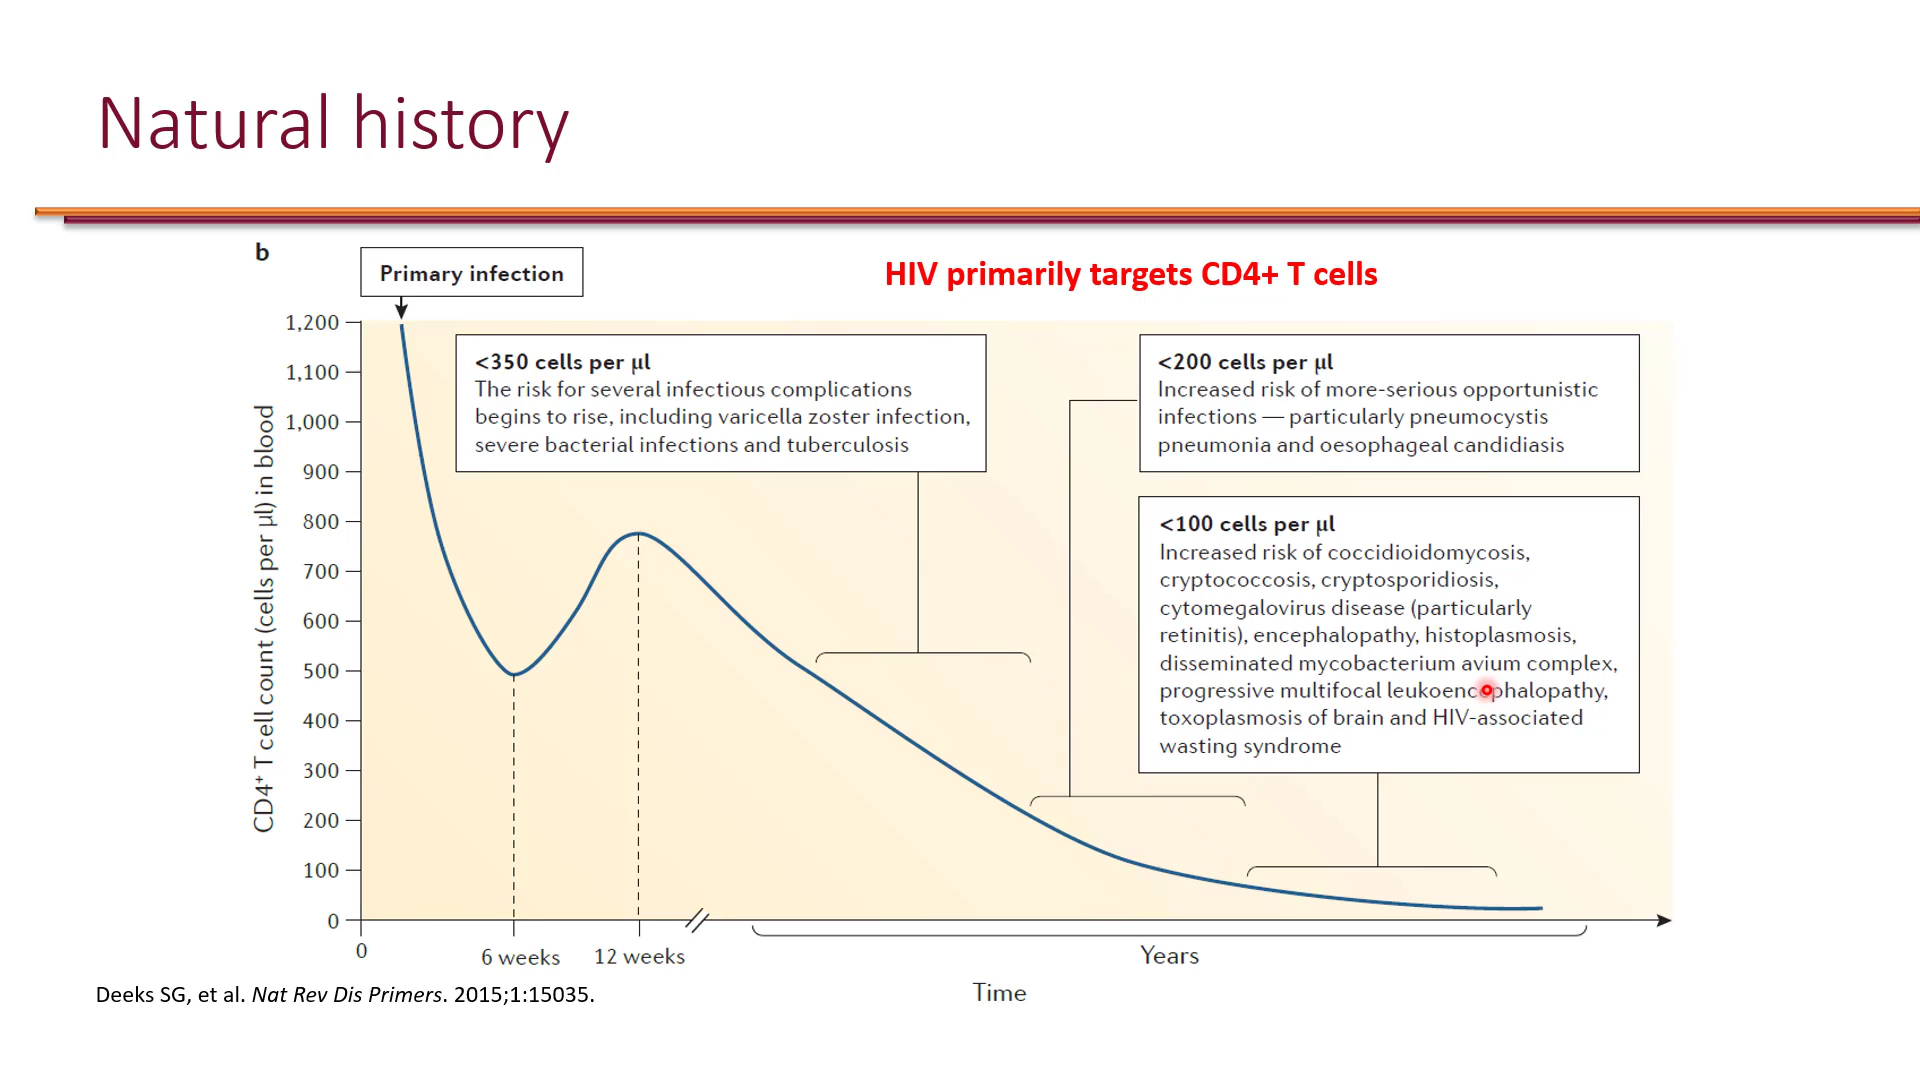 Natural history
b
Primary infection
HIV primarily targets CD4+ T cells
<350 cells per µl
The risk for several infectious complications
begins to rise, including varicella zoster infection,
severe bacterial infections and tuberculosis
<200 cells per µl
Increased risk of more-serious opportunistic
infections — particularly pneumocystis
pneumonia and oesophageal candidiasis
<100 cells per µl
Increased risk of coccidioidomycosis,
cryptococcosis, cryptosporidiosis,
cytomegalovirus disease (particularly
retinitis), encephalopathy, histoplasmosis,
disseminated mycobacterium avium complex,
progressive multifocal leukoencephalopathy,
toxoplasmosis of brain and HIV-associated
wasting syndrome
CD4⁺ T cell count (cells per µl) in blood
1,200
1,100
1,000
900
800
700
600
500
400
300
200
100
0
0
6 weeks
12 weeks
Years
Time
Deeks SG, et al. Nat Rev Dis Primers. 2015;1:15035.